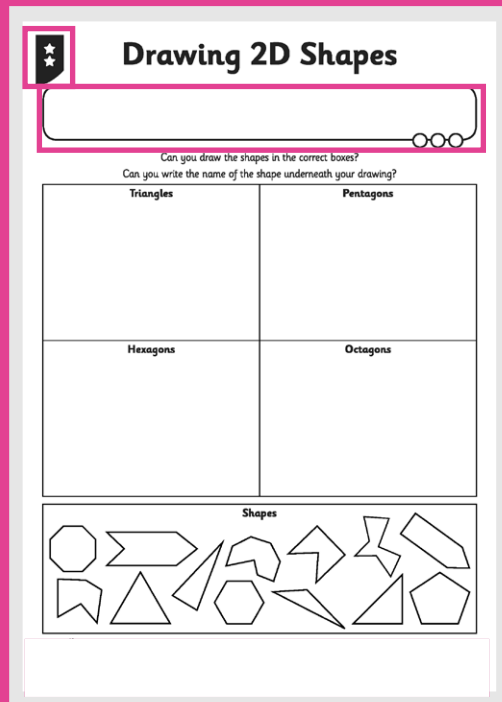 Drawing 2D Shapes
Can you draw the shapes in the correct boxes?
Can you write the name of the shape underneath your drawing?
Triangles
Pentagons
Hexagons
Octagons
Shapes